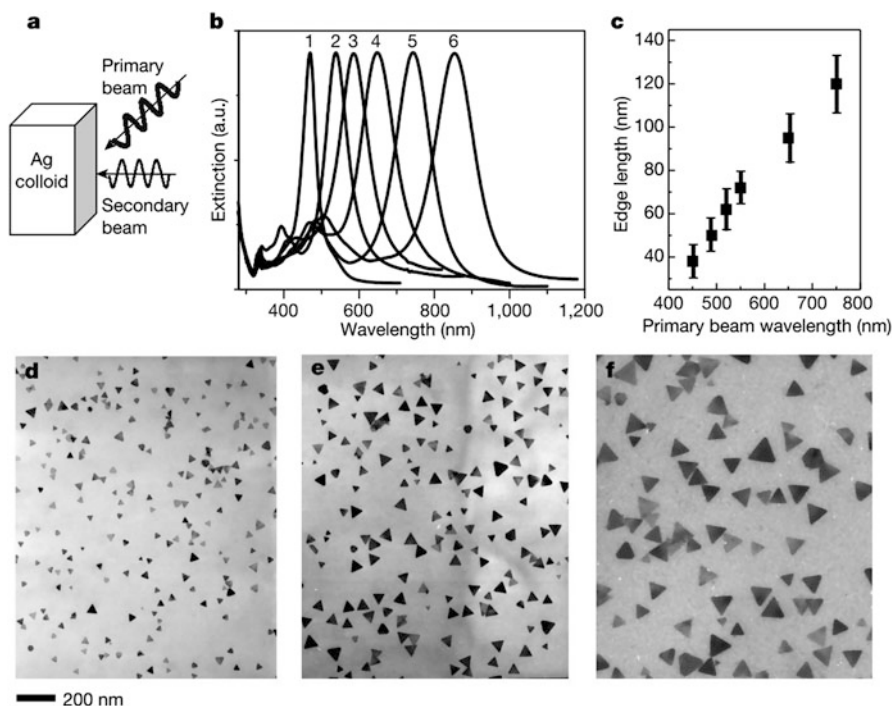 a
Primary
beam
Ag
colloid
Secondary
beam
b
1 2 3 4 5 6
Extinction (a.u.)
400 600 800 1,000 1,200
Wavelength (nm)
c
140
120
100
80
60
40
Edge length (nm)
400 500 600 700 800
Primary beam wavelength (nm)
d
e
f
200 nm